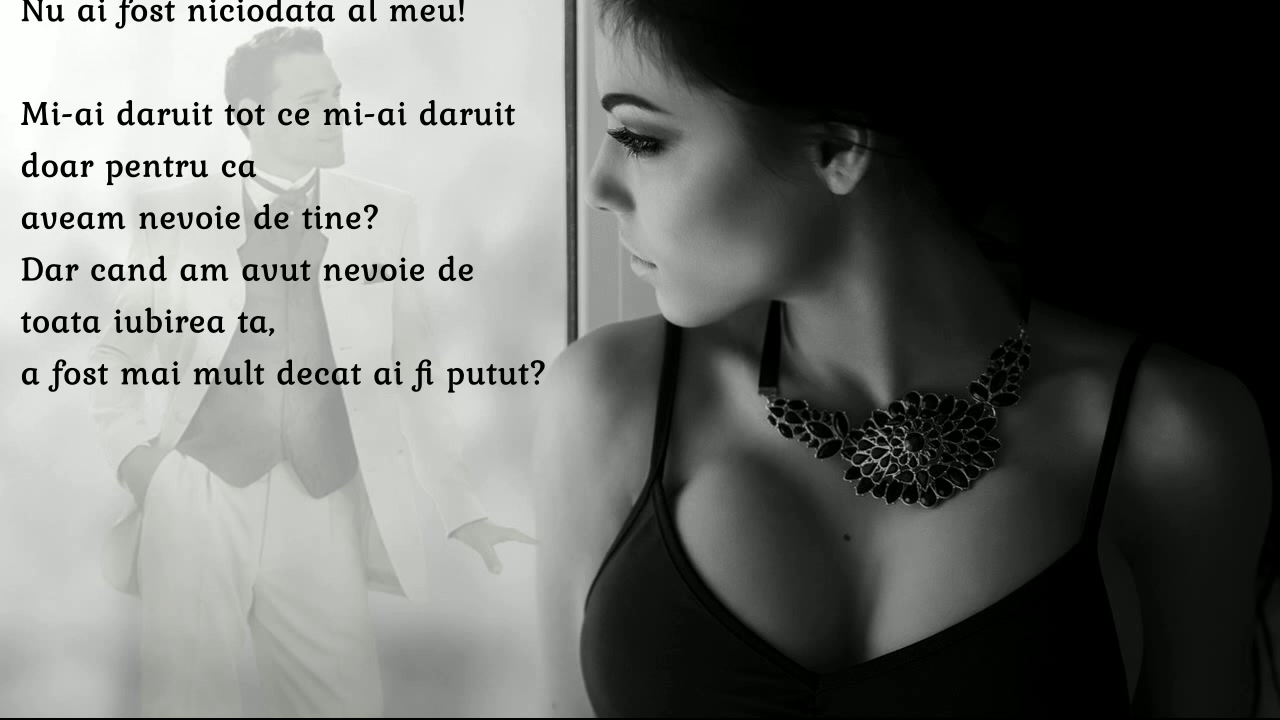 Nu ai fost niciodata al meu!
Mi-ai daruit tot ce mi-ai daruit
doar pentru ca
aveam nevoie de tine?
Dar cand am avut nevoie de
toata iubirea ta,
a fost mai mult decat ai fi putut?